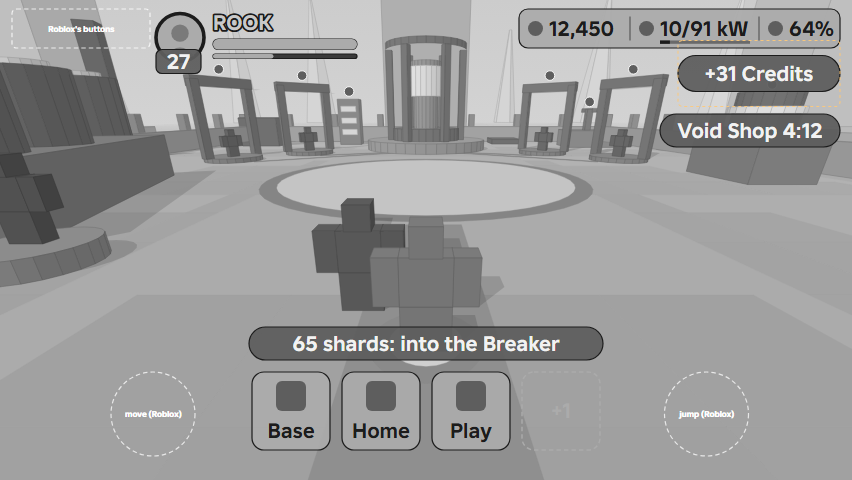 Roblox's buttons
ROOK
27
12,450
10/91 kW
64%
+31 Credits
Void Shop 4:12
65 shards: into the Breaker
move (Roblox)
Base
Home
Play
+1
jump (Roblox)